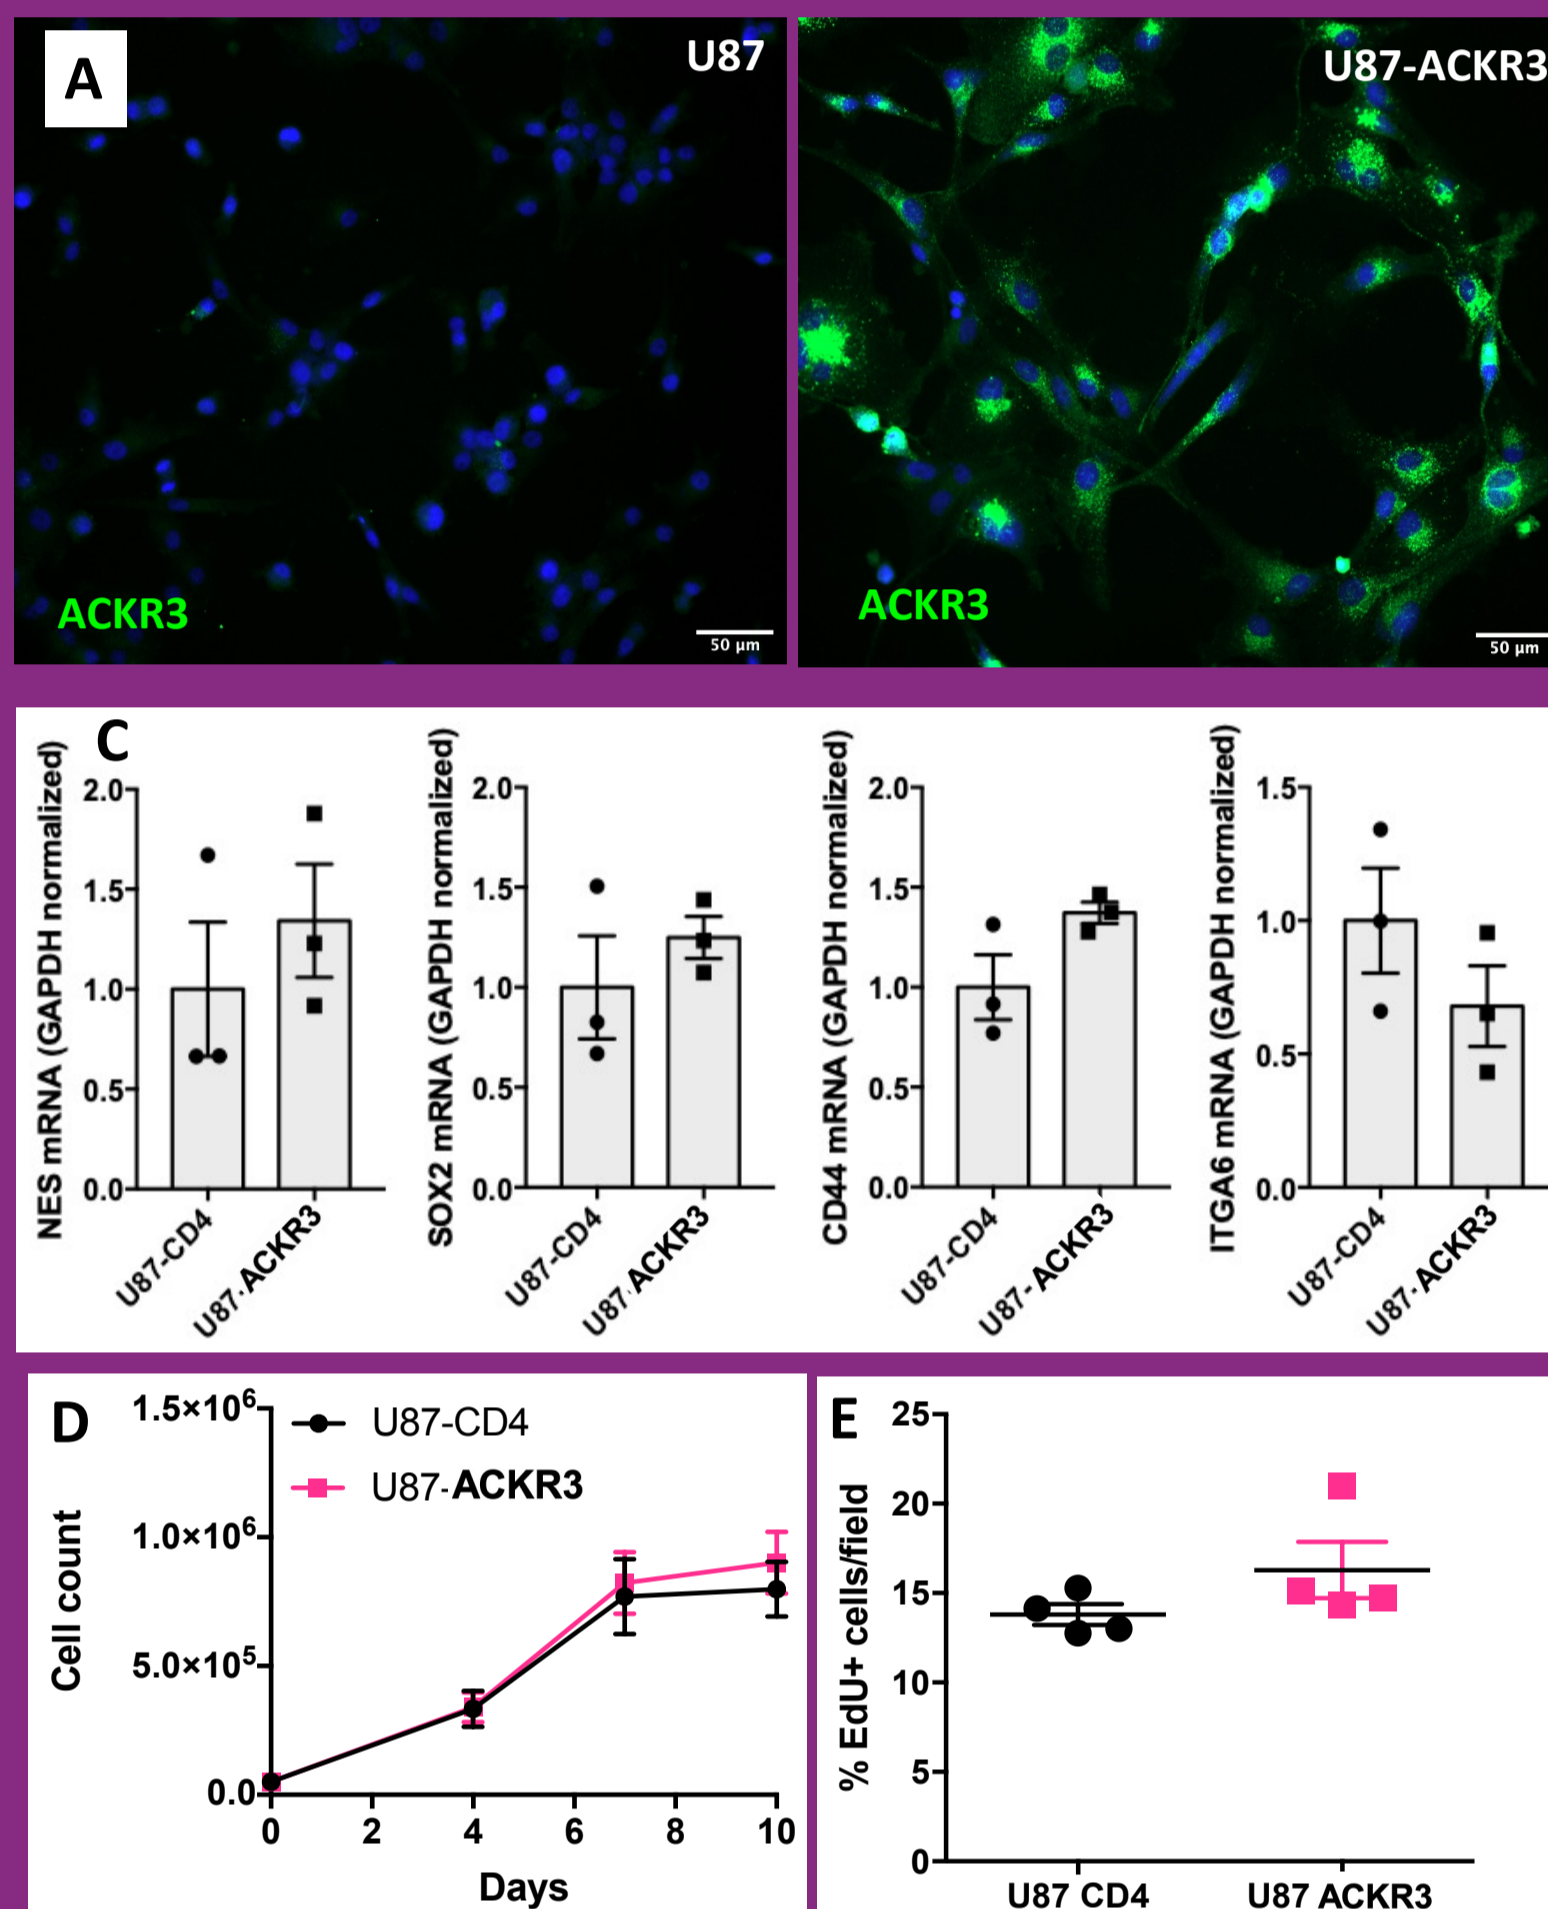 A
U87
ACKR3
50 µm
U87-ACKR3
ACKR3
50 µm
C
NES mRNA (GAPDH normalized)
2.0
1.5
1.0
0.5
0.0
U87-CD4
U87-ACKR3
SOX2 mRNA (GAPDH normalized)
2.0
1.5
1.0
0.5
0.0
U87-CD4
U87 ACKR3
CD44 mRNA (GAPDH normalized)
2.0
1.5
1.0
0.5
0.0
U87-CD4
U87-ACKR3
ITGA6 mRNA (GAPDH normalized)
1.5
1.0
0.5
0.0
U87-CD4
U87-ACKR3
D
U87-CD4
U87-ACKR3
Cell count
1.5×10⁶
1.0×10⁶
5.0×10⁵
0.0
0 2 4 6 8 10
Days
E
% EdU+ cells/field
25
20
15
10
5
0
U87 CD4 U87 ACKR3